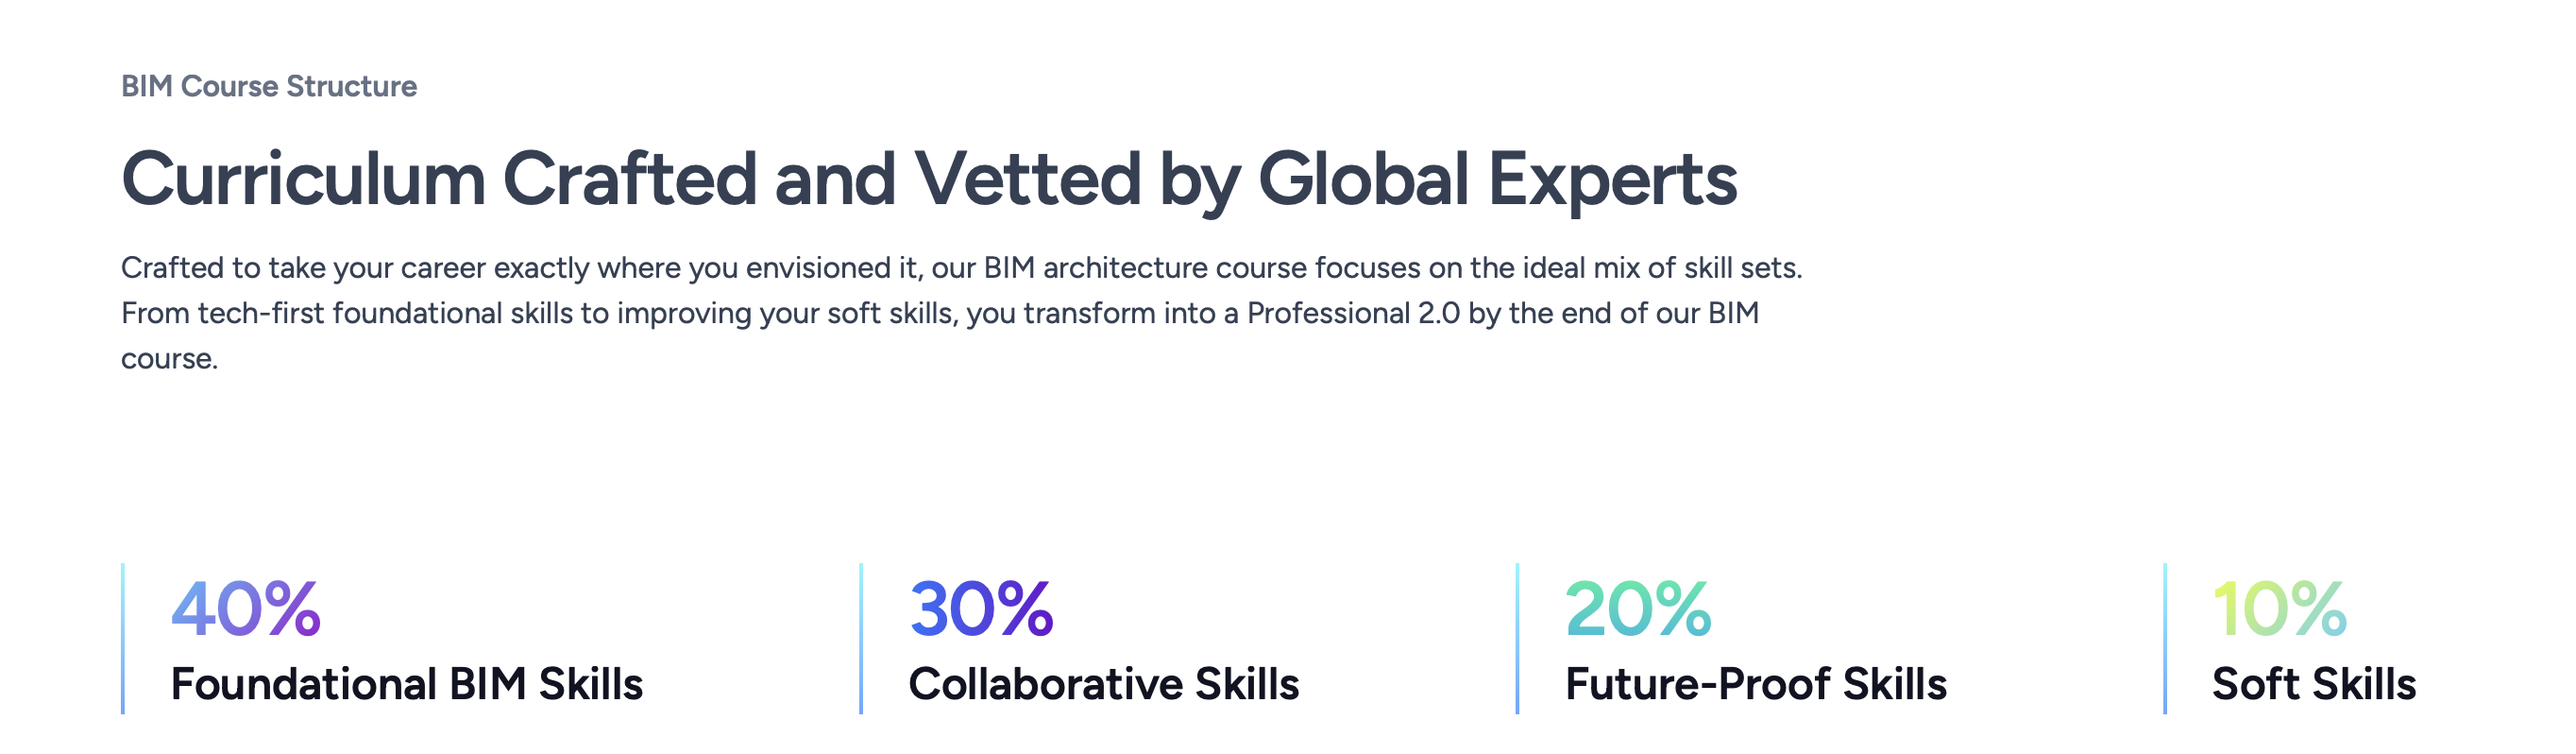 BIM Course Structure
Curriculum Crafted and Vetted by Global Experts
Crafted to take your career exactly where you envisioned it, our BIM architecture course focuses on the ideal mix of skill sets.
From tech-first foundational skills to improving your soft skills, you transform into a Professional 2.0 by the end of our BIM
course.
40%
Foundational BIM Skills
30%
Collaborative Skills
20%
Future-Proof Skills
10%
Soft Skills